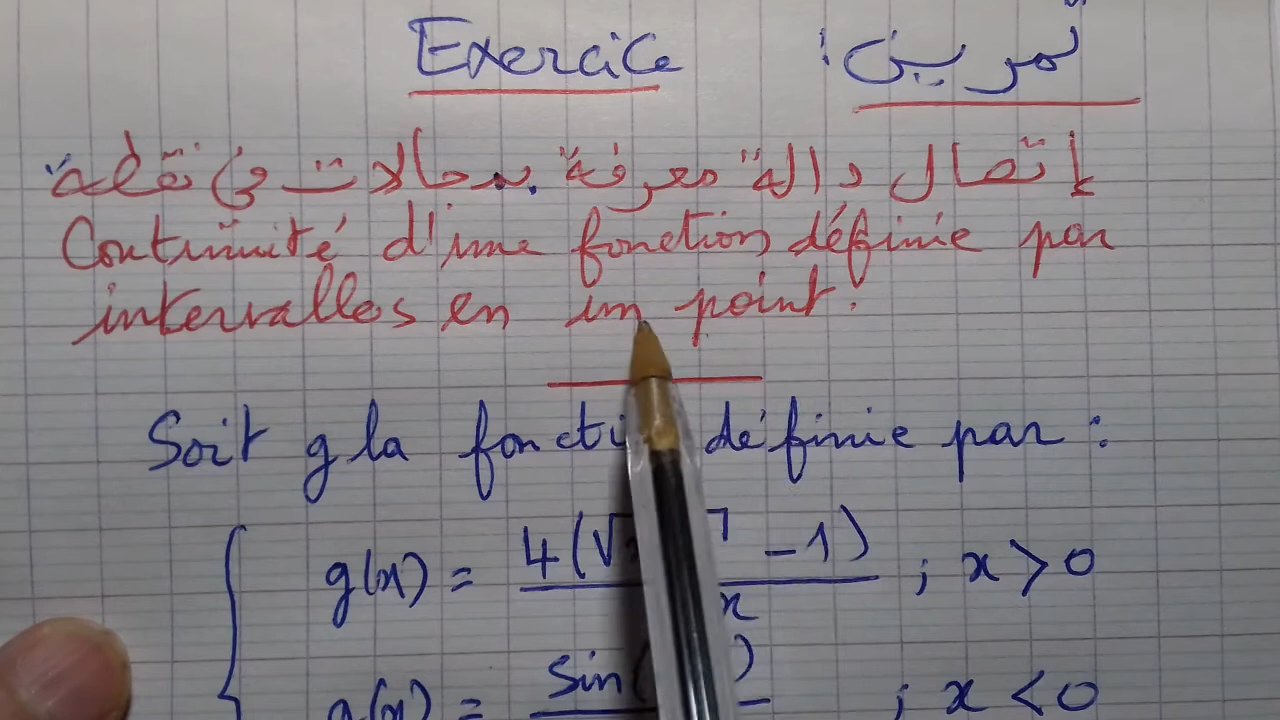 Exercice تمرين:
إتصال دالة معرفة بمجالات في نقطة
Continuité d'une fonction définie par
intervalles en un point.
Soit g la foncti définie par :
g(x) = 4(√ -1) / x ; x > 0
g(x) = sin( ) ; x < 0